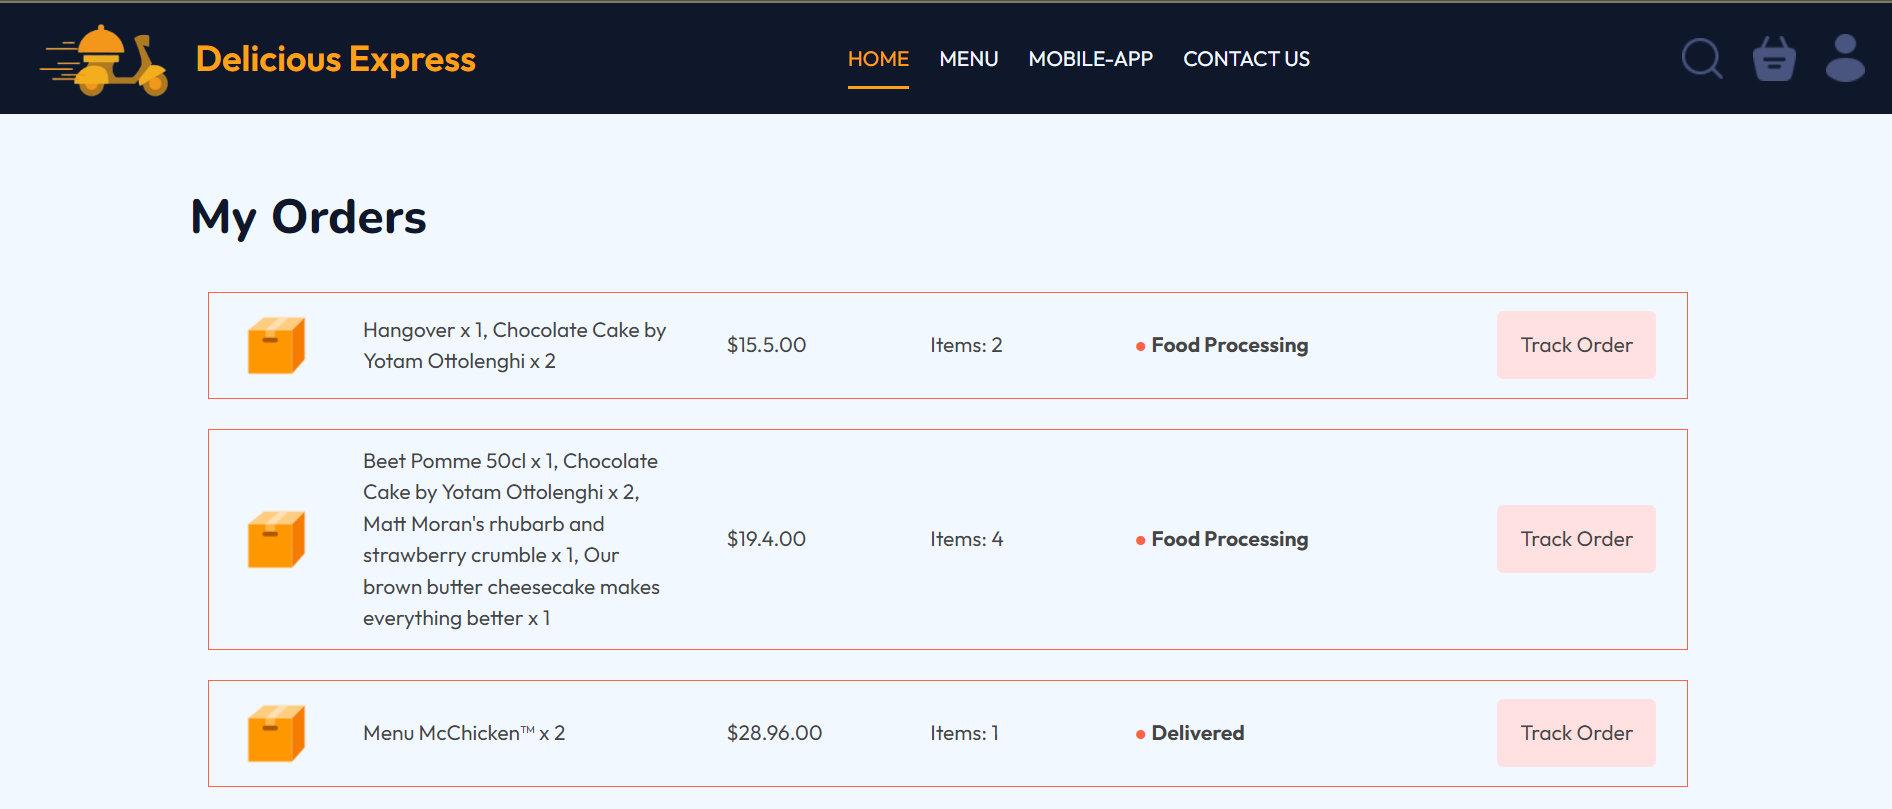 Delicious Express
HOME MENU MOBILE-APP CONTACT US
My Orders
Hangover x 1, Chocolate Cake by
Yotam Ottolenghi x 2
$15.5.00
Items: 2
Food Processing
Track Order
Beet Pomme 50cl x 1, Chocolate
Cake by Yotam Ottolenghi x 2,
Matt Moran's rhubarb and
strawberry crumble x 1, Our
brown butter cheesecake makes
everything better x 1
$19.4.00
Items: 4
Food Processing
Track Order
Menu McChicken™ x 2
$28.96.00
Items: 1
Delivered
Track Order